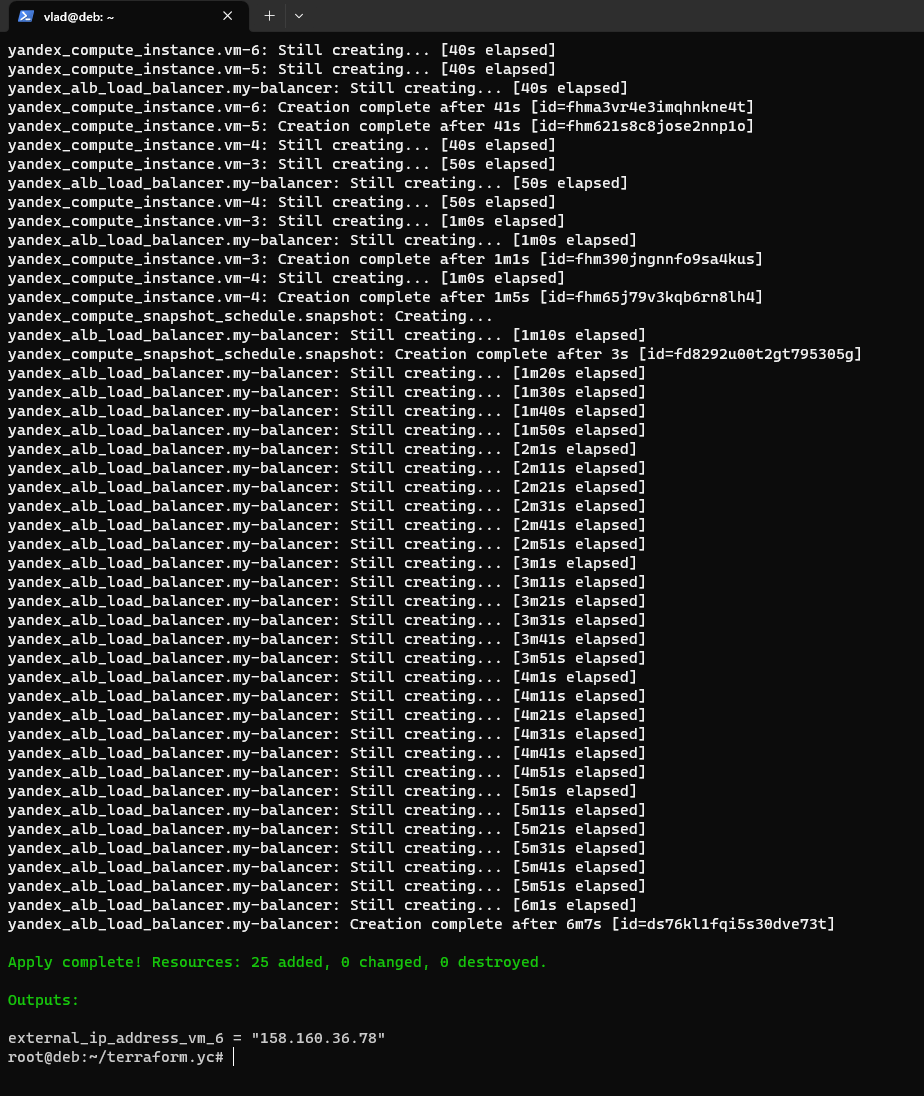 vlad@deb: ~
yandex_compute_instance.vm-6: Still creating... [40s elapsed]
yandex_compute_instance.vm-5: Still creating... [40s elapsed]
yandex_alb_load_balancer.my-balancer: Still creating... [40s elapsed]
yandex_compute_instance.vm-6: Creation complete after 41s [id=fhma3vr4e3imqhnkne4t]
yandex_compute_instance.vm-5: Creation complete after 41s [id=fhm621s8c8jose2nnp1o]
yandex_compute_instance.vm-4: Still creating... [40s elapsed]
yandex_compute_instance.vm-3: Still creating... [50s elapsed]
yandex_alb_load_balancer.my-balancer: Still creating... [50s elapsed]
yandex_compute_instance.vm-4: Still creating... [50s elapsed]
yandex_compute_instance.vm-3: Still creating... [1m0s elapsed]
yandex_alb_load_balancer.my-balancer: Still creating... [1m0s elapsed]
yandex_compute_instance.vm-3: Creation complete after 1m1s [id=fhm390jngnnfo9sa4kus]
yandex_compute_instance.vm-4: Still creating... [1m0s elapsed]
yandex_compute_instance.vm-4: Creation complete after 1m5s [id=fhm65j79v3kqb6rn8lh4]
yandex_compute_snapshot_schedule.snapshot: Creating...
yandex_alb_load_balancer.my-balancer: Still creating... [1m10s elapsed]
yandex_compute_snapshot_schedule.snapshot: Creation complete after 3s [id=fd8292u00t2gt795305g]
yandex_alb_load_balancer.my-balancer: Still creating... [1m20s elapsed]
yandex_alb_load_balancer.my-balancer: Still creating... [1m30s elapsed]
yandex_alb_load_balancer.my-balancer: Still creating... [1m40s elapsed]
yandex_alb_load_balancer.my-balancer: Still creating... [1m50s elapsed]
yandex_alb_load_balancer.my-balancer: Still creating... [2m1s elapsed]
yandex_alb_load_balancer.my-balancer: Still creating... [2m11s elapsed]
yandex_alb_load_balancer.my-balancer: Still creating... [2m21s elapsed]
yandex_alb_load_balancer.my-balancer: Still creating... [2m31s elapsed]
yandex_alb_load_balancer.my-balancer: Still creating... [2m41s elapsed]
yandex_alb_load_balancer.my-balancer: Still creating... [2m51s elapsed]
yandex_alb_load_balancer.my-balancer: Still creating... [3m1s elapsed]
yandex_alb_load_balancer.my-balancer: Still creating... [3m11s elapsed]
yandex_alb_load_balancer.my-balancer: Still creating... [3m21s elapsed]
yandex_alb_load_balancer.my-balancer: Still creating... [3m31s elapsed]
yandex_alb_load_balancer.my-balancer: Still creating... [3m41s elapsed]
yandex_alb_load_balancer.my-balancer: Still creating... [3m51s elapsed]
yandex_alb_load_balancer.my-balancer: Still creating... [4m1s elapsed]
yandex_alb_load_balancer.my-balancer: Still creating... [4m11s elapsed]
yandex_alb_load_balancer.my-balancer: Still creating... [4m21s elapsed]
yandex_alb_load_balancer.my-balancer: Still creating... [4m31s elapsed]
yandex_alb_load_balancer.my-balancer: Still creating... [4m41s elapsed]
yandex_alb_load_balancer.my-balancer: Still creating... [4m51s elapsed]
yandex_alb_load_balancer.my-balancer: Still creating... [5m1s elapsed]
yandex_alb_load_balancer.my-balancer: Still creating... [5m11s elapsed]
yandex_alb_load_balancer.my-balancer: Still creating... [5m21s elapsed]
yandex_alb_load_balancer.my-balancer: Still creating... [5m31s elapsed]
yandex_alb_load_balancer.my-balancer: Still creating... [5m41s elapsed]
yandex_alb_load_balancer.my-balancer: Still creating... [5m51s elapsed]
yandex_alb_load_balancer.my-balancer: Still creating... [6m1s elapsed]
yandex_alb_load_balancer.my-balancer: Creation complete after 6m7s [id=ds76kl1fqi5s30dve73t]
Apply complete! Resources: 25 added, 0 changed, 0 destroyed.
Outputs:
external_ip_address_vm_6 = "158.160.36.78"
root@deb:~/terraform.yc#